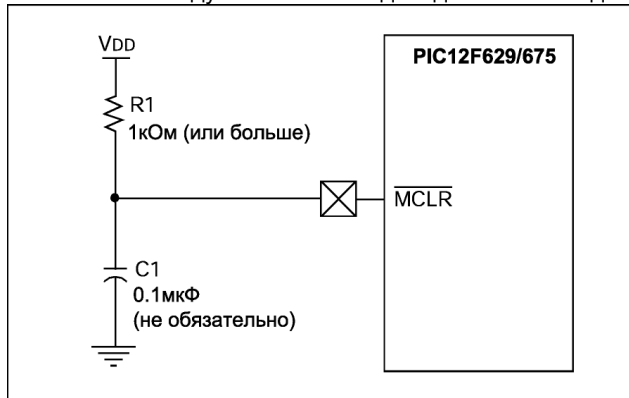 VDD
PIC12F629/675
R1
1кОм (или больше)
MCLR
C1
0.1мкФ
(не обязательно)